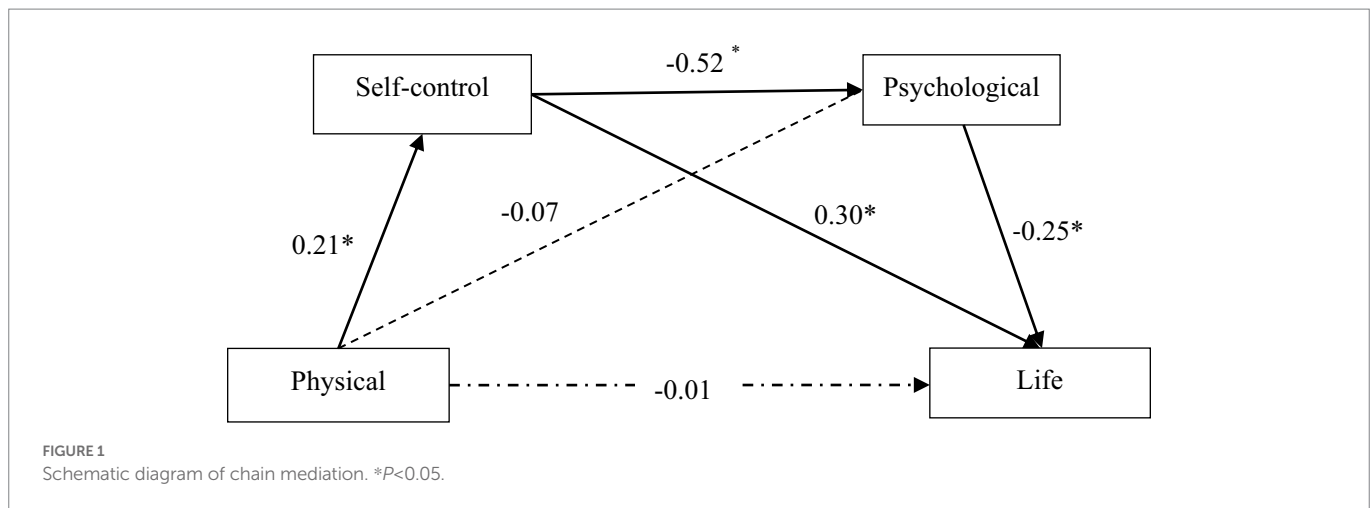 -0.52 *
Self-control
Psychological
-0.07
0.30*
-0.25*
0.21*
Physical
-0.01
Life
FIGURE 1
Schematic diagram of chain mediation. *P<0.05.